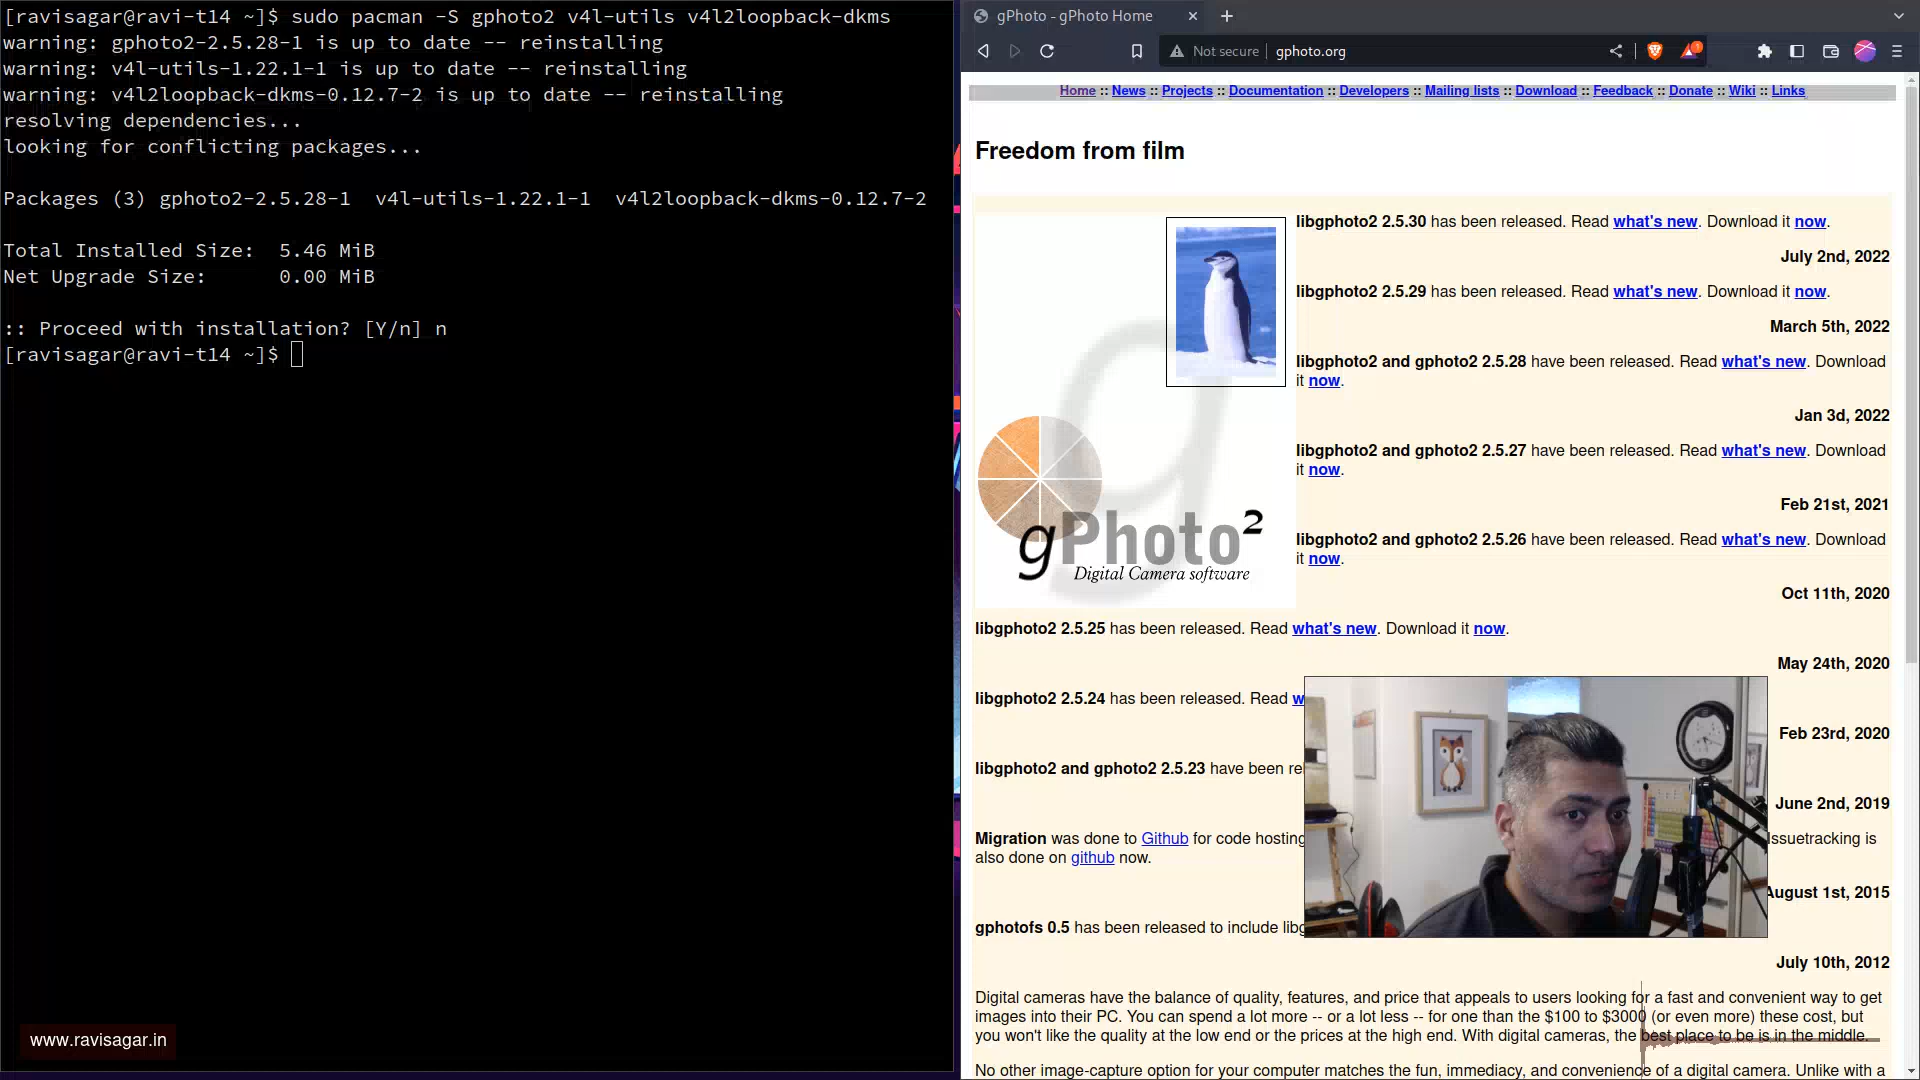 [ravisagar@ravi-t14 ~]$ sudo pacman -S gphoto2 v4l-utils v4l2loopback-dkms
warning: gphoto2-2.5.28-1 is up to date -- reinstalling
warning: v4l-utils-1.22.1-1 is up to date -- reinstalling
warning: v4l2loopback-dkms-0.12.7-2 is up to date -- reinstalling
resolving dependencies...
looking for conflicting packages...
Packages (3) gphoto2-2.5.28-1  v4l-utils-1.22.1-1  v4l2loopback-dkms-0.12.7-2
Total Installed Size:  5.46 MiB
Net Upgrade Size:      0.00 MiB
:: Proceed with installation? [Y/n] n
[ravisagar@ravi-t14 ~]$
www.ravisagar.in
gPhoto - gPhoto Home
Not secure gphoto.org
Home :: News :: Projects :: Documentation :: Developers :: Mailing lists :: Download :: Feedback :: Donate :: Wiki :: Links
Freedom from film
gPhoto2
Digital Camera software
libgphoto2 2.5.30 has been released. Read what's new. Download it now.
July 2nd, 2022
libgphoto2 2.5.29 has been released. Read what's new. Download it now.
March 5th, 2022
libgphoto2 and gphoto2 2.5.28 have been released. Read what's new. Download
it now.
Jan 3d, 2022
libgphoto2 and gphoto2 2.5.27 have been released. Read what's new. Download
it now.
Feb 21st, 2021
libgphoto2 and gphoto2 2.5.26 have been released. Read what's new. Download
it now.
Oct 11th, 2020
libgphoto2 2.5.25 has been released. Read what's new. Download it now.
May 24th, 2020
libgphoto2 2.5.24 has been released. Read
Feb 23rd, 2020
libgphoto2 and gphoto2 2.5.23 have been
June 2nd, 2019
Migration was done to Github for code hosting Issuetracking is
also done on github now.
August 1st, 2015
gphotofs 0.5 has been released to include
July 10th, 2012
Digital cameras have the balance of quality, features, and price that appeals to users looking for a fast and convenient way to get
images into their PC. You can spend a lot more -- or a lot less -- for one than the $100 to $3000 (or even more) these cost, but
you won't like the quality at the low end or the prices at the high end. With digital cameras, the best place to be is in the middle.
No other image-capture option for your computer matches the fun, immediacy, and convenience of a digital camera. Unlike with a